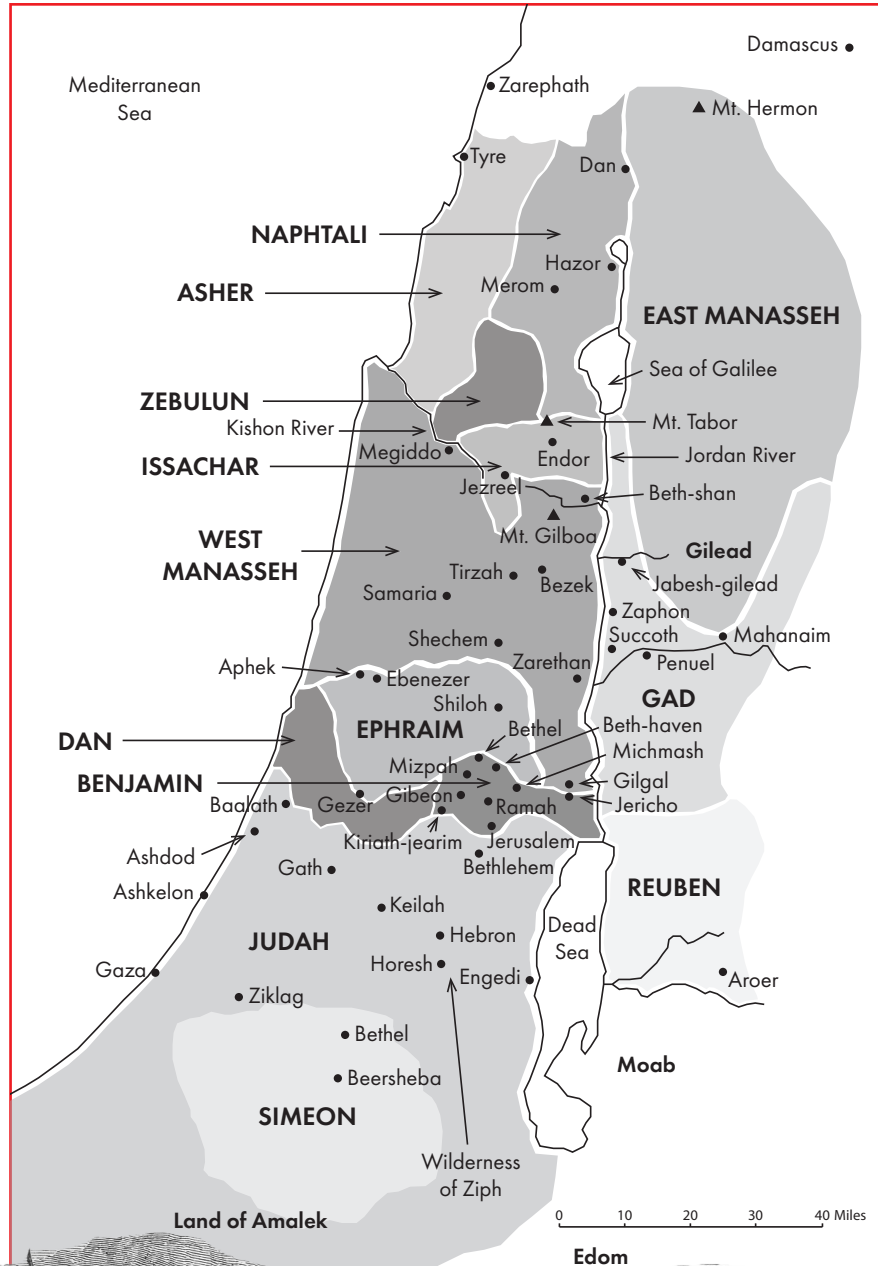 Damascus
Mediterranean
Sea
Zarephath
Mt. Hermon
Tyre
Dan
NAPHTALI
Hazor
Merom
ASHER
EAST MANASSEH
Sea of Galilee
ZEBULUN
Mt. Tabor
Kishon River
Megiddo
Endor
Jordan River
ISSACHAR
Jezreel
Beth-shan
Mt. Gilboa
WEST
MANASSEH
Gilead
Tirzah
Bezek
Jabesh-gilead
Samaria
Zaphon
Succoth
Mahanaim
Shechem
Zarethan
Penuel
Aphek
Ebenezer
Shiloh
GAD
EPHRAIM
Bethel
Beth-haven
DAN
Michmash
Mizpah
BENJAMIN
Gilgal
Baalath
Gezer
Gibeon
Ramah
Jericho
Kiriath-jearim
Jerusalem
Ashdod
Gath
Bethlehem
Ashkelon
REUBEN
Keilah
JUDAH
Hebron
Dead
Sea
Horesh
Gaza
Engedi
Aroer
Ziklag
Bethel
Moab
Beersheba
SIMEON
Wilderness
of Ziph
Land of Amalek
0 10 20 30 40 Miles
Edom